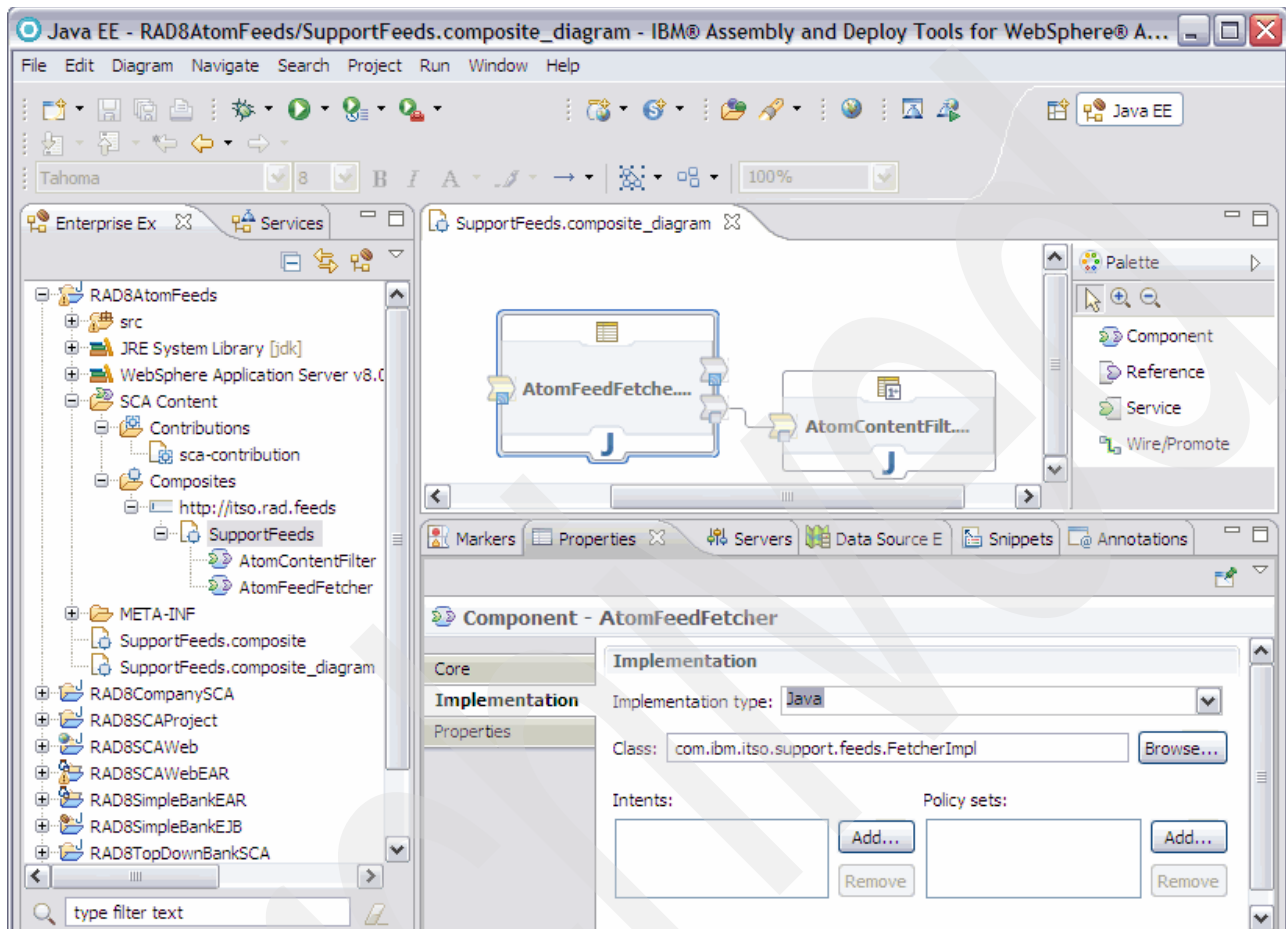 Java EE - RAD8AtomFeeds/SupportFeeds.composite_diagram - IBM® Assembly and Deploy Tools for WebSphere® A...
File Edit Diagram Navigate Search Project Run Window Help
Java EE
Tahoma 8 B I A 100%
Enterprise Ex Services
RAD8AtomFeeds
src
JRE System Library [jdk]
WebSphere Application Server v8.0
SCA Content
Contributions
sca-contribution
Composites
http://itso.rad.feeds
SupportFeeds
AtomContentFilter
AtomFeedFetcher
META-INF
SupportFeeds.composite
SupportFeeds.composite_diagram
RAD8CompanySCA
RAD8SCAProject
RAD8SCAWeb
RAD8SCAWebEAR
RAD8SimpleBankEAR
RAD8SimpleBankEJB
RAD8TopDownBankSCA
type filter text
SupportFeeds.composite_diagram
AtomFeedFetche....
J
AtomContentFilt....
J
Palette
Component
Reference
Service
Wire/Promote
Markers Properties Servers Data Source E Snippets Annotations
Component - AtomFeedFetcher
Core
Implementation
Properties
Implementation
Implementation type: Java
Class: com.ibm.itso.support.feeds.FetcherImpl Browse...
Intents: Policy sets:
Add... Add...
Remove Remove